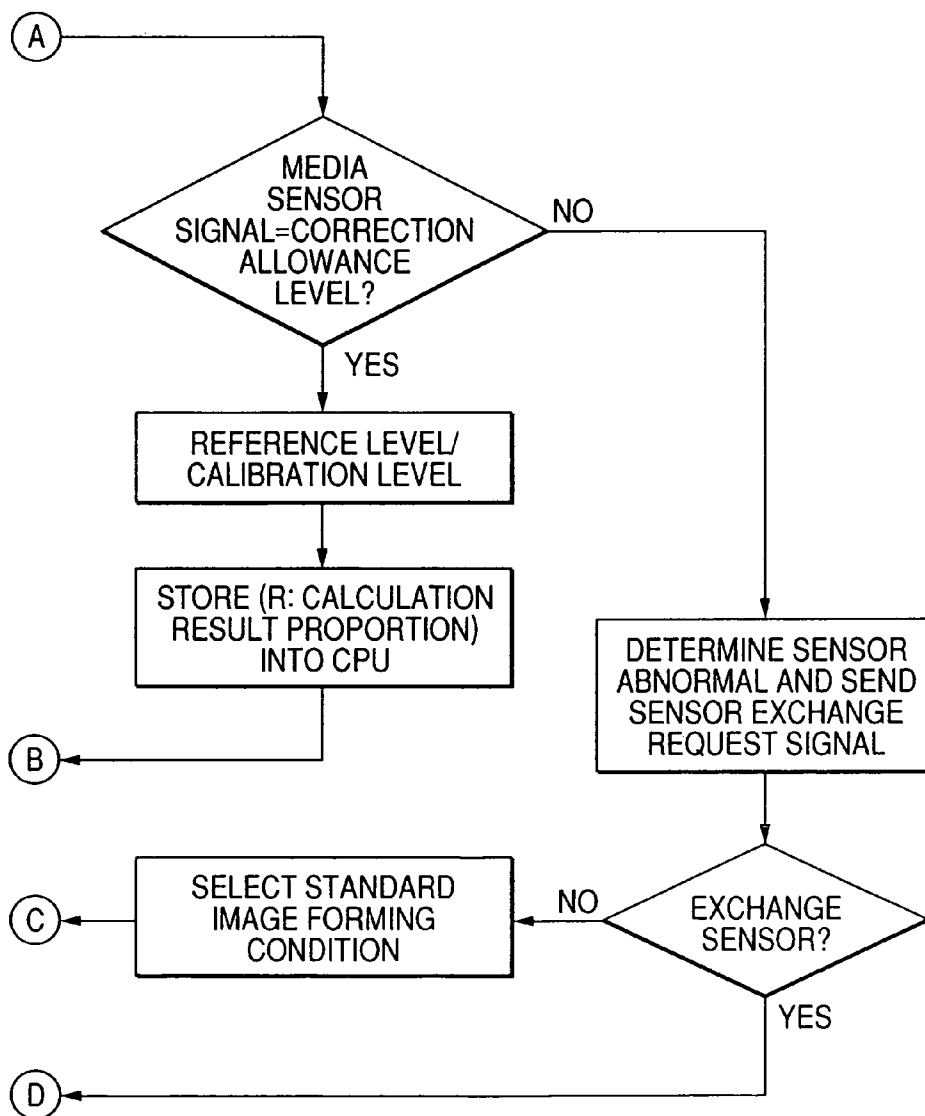 A
MEDIA
SENSOR
SIGNAL=CORRECTION
ALLOWANCE
LEVEL?
NO
YES
REFERENCE LEVEL/
CALIBRATION LEVEL
STORE (R: CALCULATION
RESULT PROPORTION)
INTO CPU
B
DETERMINE SENSOR
ABNORMAL AND SEND
SENSOR EXCHANGE
REQUEST SIGNAL
EXCHANGE
SENSOR?
NO
SELECT STANDARD
IMAGE FORMING
CONDITION
C
YES
D